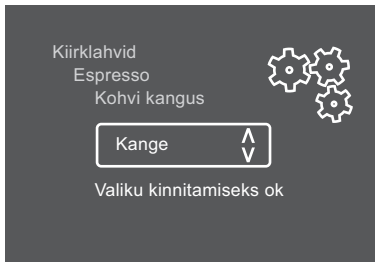 Kiirklahvid
Espresso
Kohvi kangus
Kange
Valiku kinnitamiseks ok